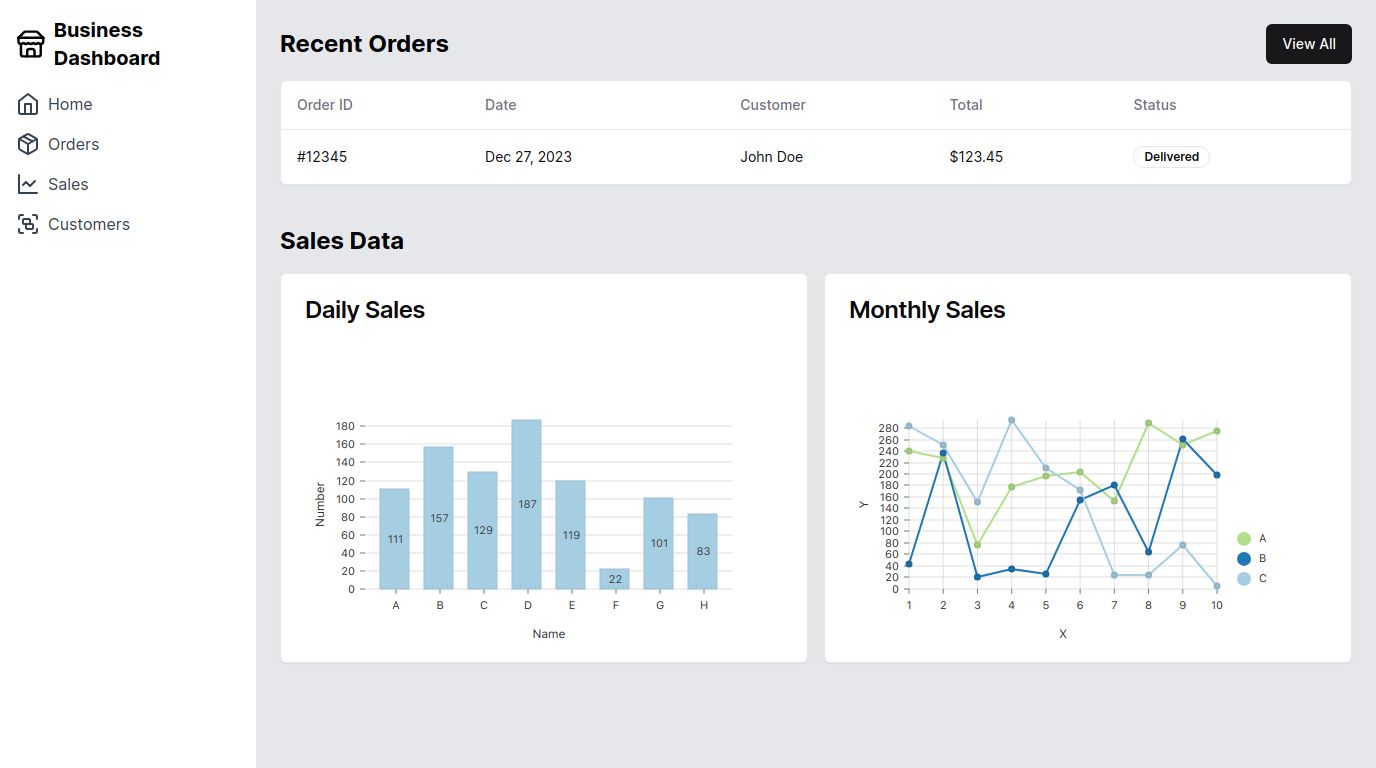 Business
Dashboard
Home
Orders
Sales
Customers
Recent Orders
View All
Order ID Date Customer Total Status
#12345 Dec 27, 2023 John Doe $123.45 Delivered
Sales Data
Daily Sales
180
160
140
120
100
80
60
40
20
0
Number
111
157
129
187
119
22
101
83
A B C D E F G H
Name
Monthly Sales
280
260
240
220
200
180
160
140
120
100
80
60
40
20
0
Y
1 2 3 4 5 6 7 8 9 10
X
A
B
C